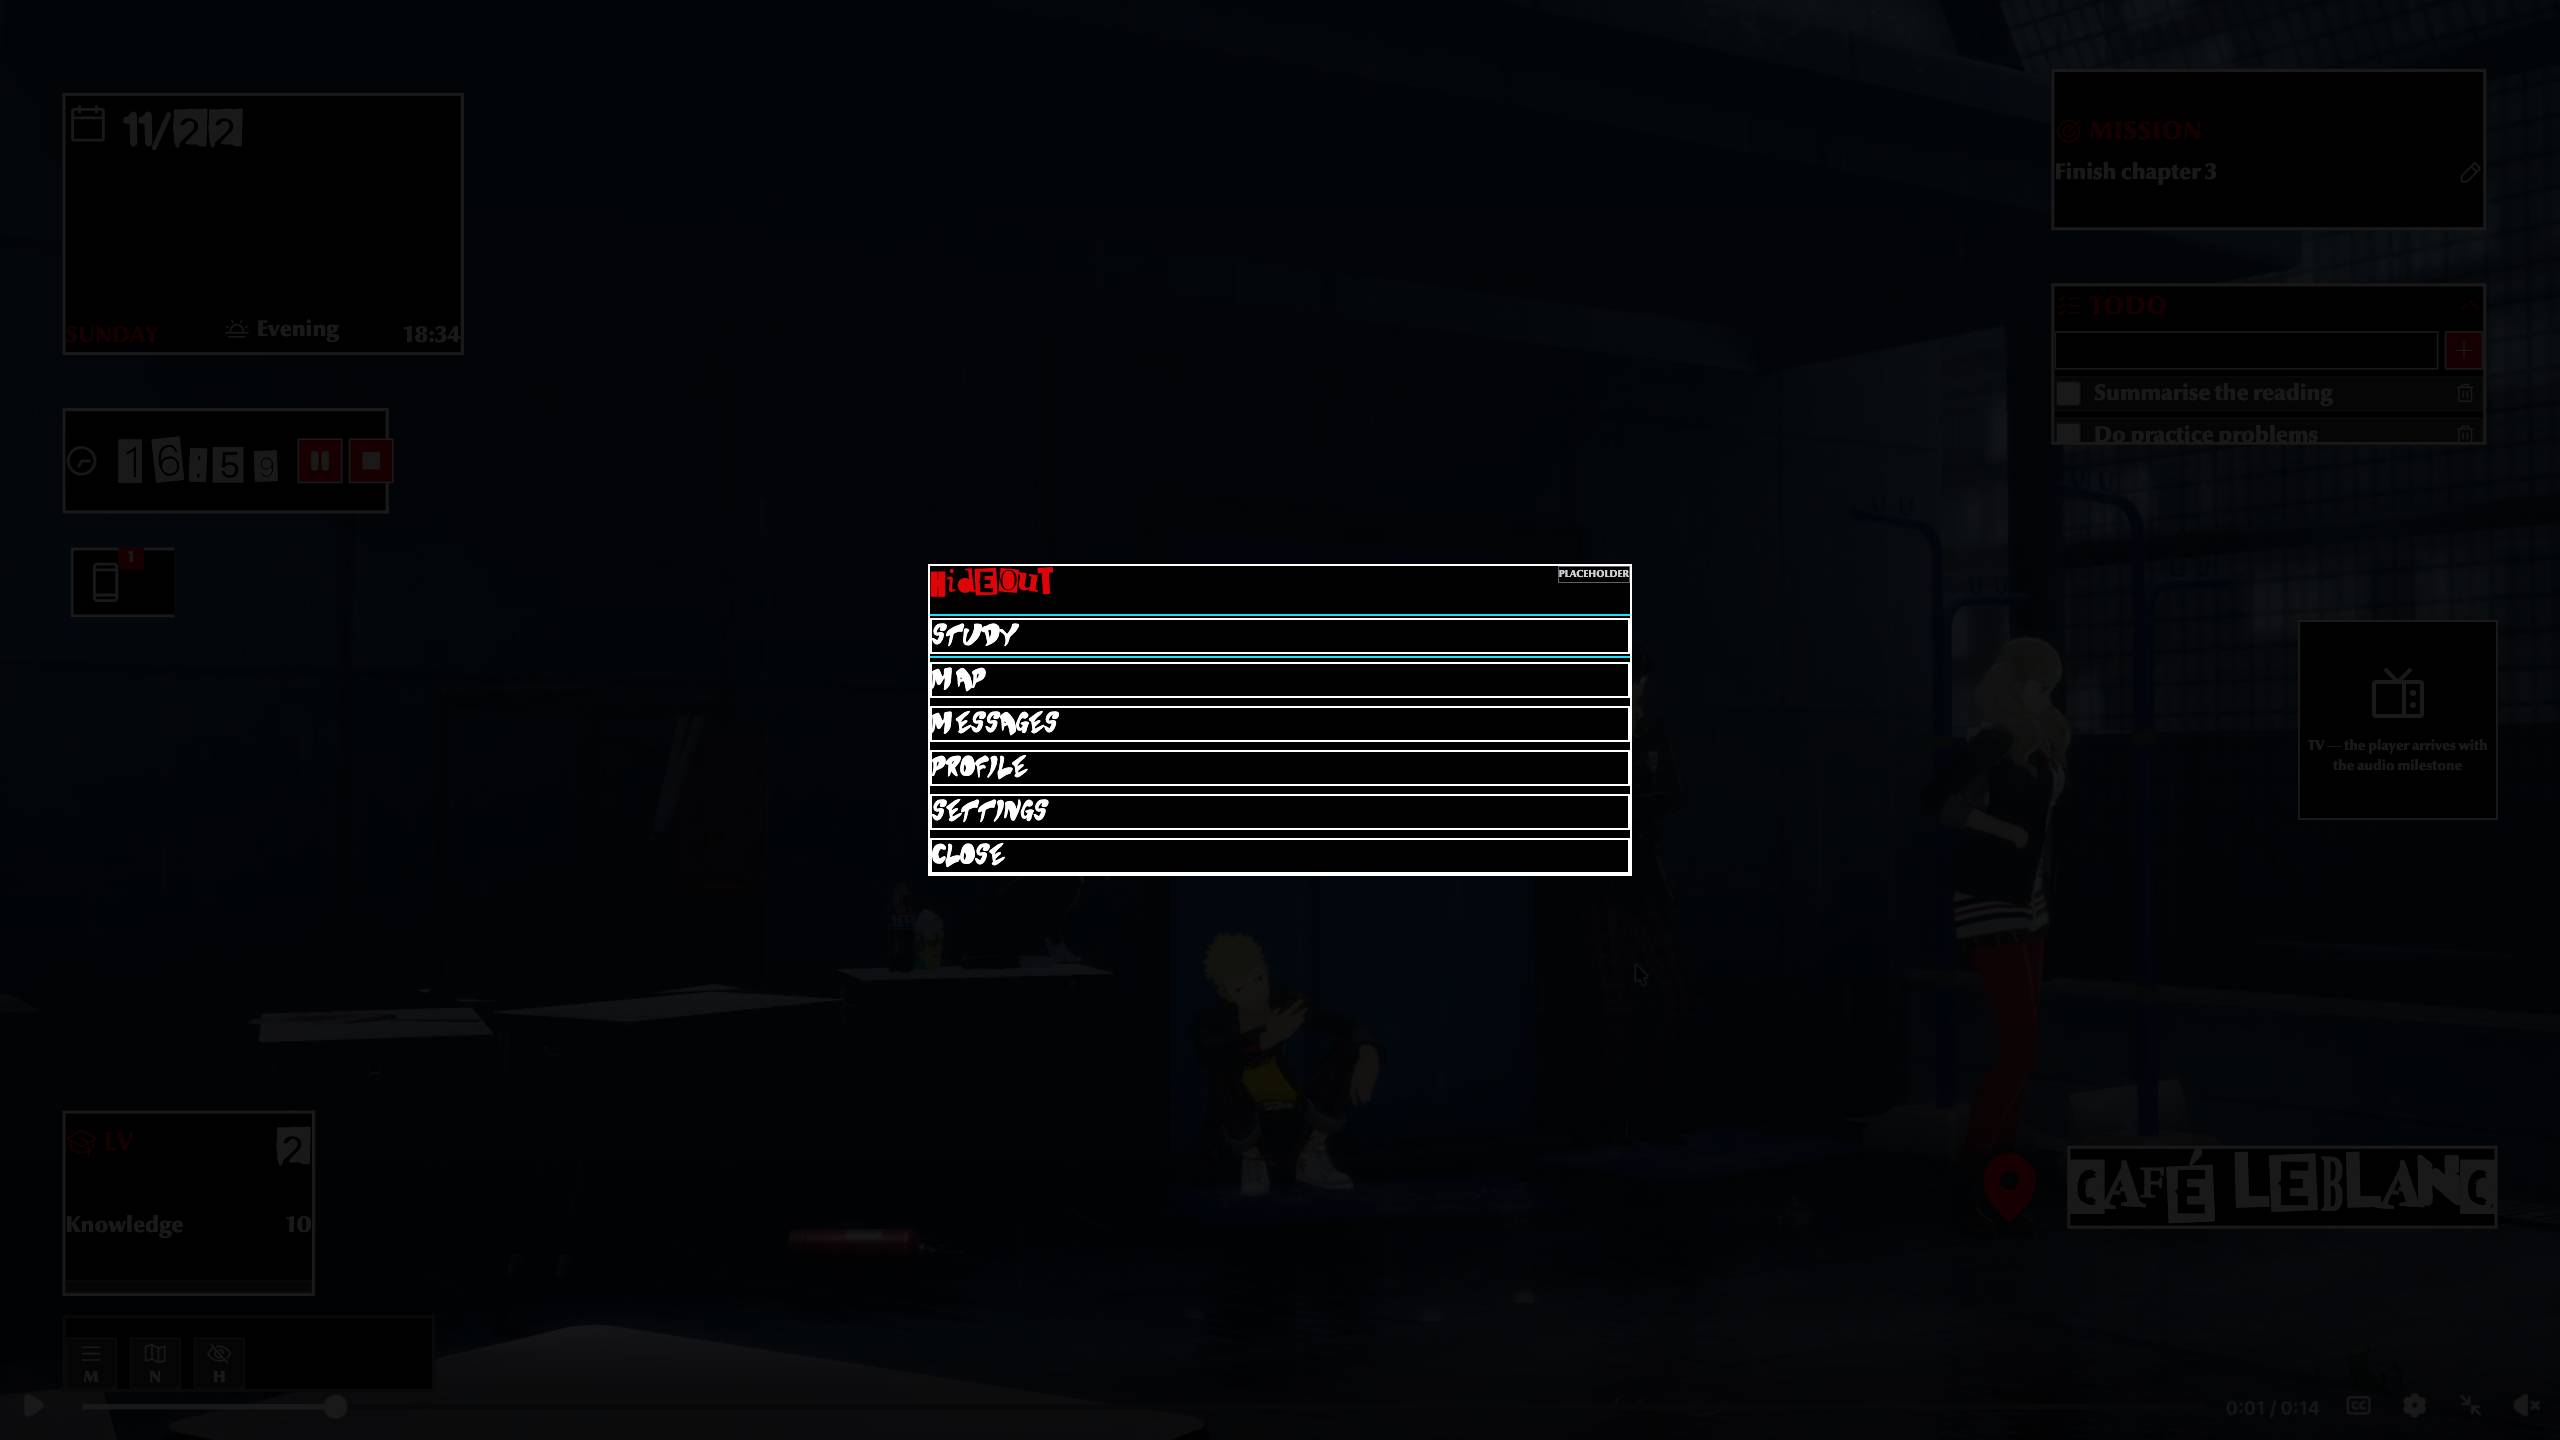 11/22
SUNDAY
Evening
18:34
16:59
1
MISSION
Finish chapter 3
TODO
Summarise the reading
Do practice problems
HidEOuT
PLACEHOLDER
STUDY
MAP
MESSAGES
PROFILE
SETTINGS
CLOSE
TV — the player arrives with
the audio milestone
LV
2
Knowledge
10
CAFÉ LEBLANC
M
N
H
0:01 / 0:14
CC